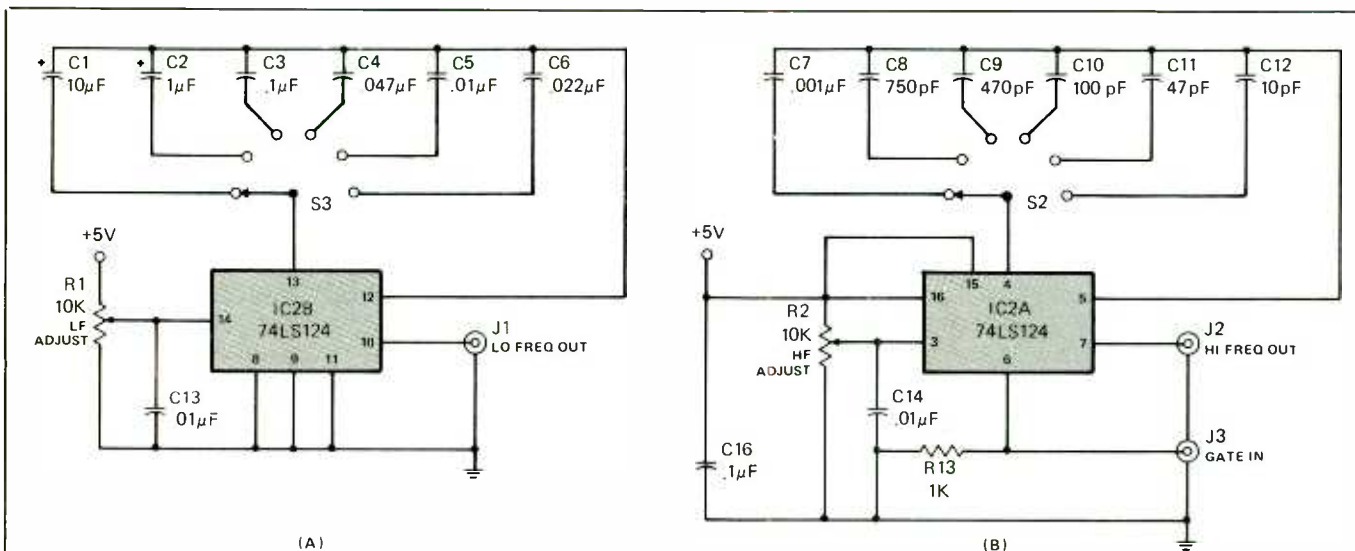 C1
10µF
C2
1µF
C3
.1µF
C4
.047µF
C5
.01µF
C6
.022µF
S3
+5V
R1
10K
LF
ADJUST
13
12
14
IC2B
74LS124
10
8
9
11
J1
LO FREQ OUT
C13
.01µF
(A)
C7
.001µF
C8
750pF
C9
470pF
C10
100 pF
C11
47pF
C12
10pF
S2
+5V
R2
10K
HF
ADJUST
15
4
16
5
IC2A
74LS124
3
7
6
J2
HI FREQ OUT
C14
.01µF
J3
GATE IN
C16
.1µF
R13
1K
(B)